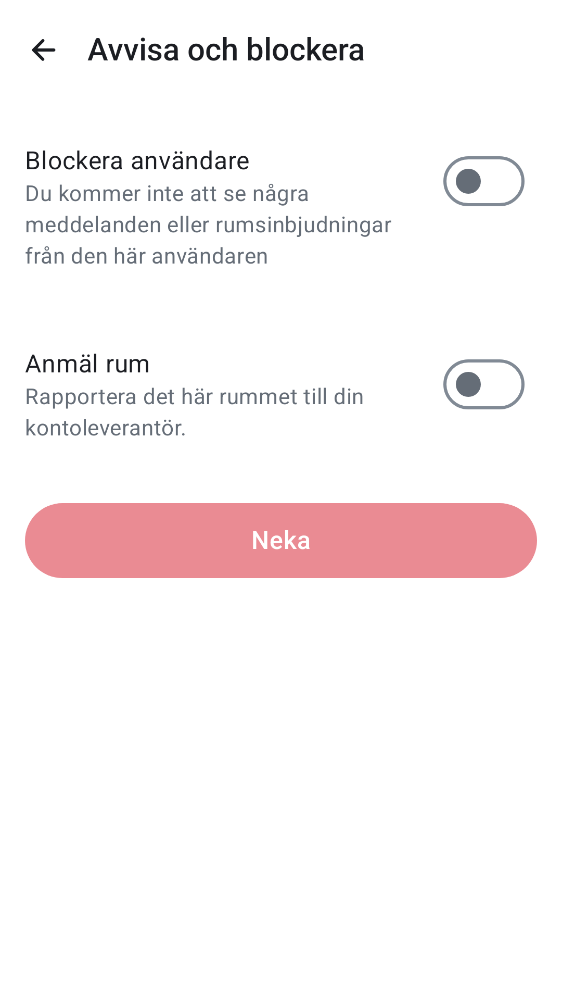 Avvisa och blockera
Blockera användare
Du kommer inte att se några
meddelanden eller rumsinbjudningar
från den här användaren
Anmäl rum
Rapportera det här rummet till din
kontoleverantör.
Neka